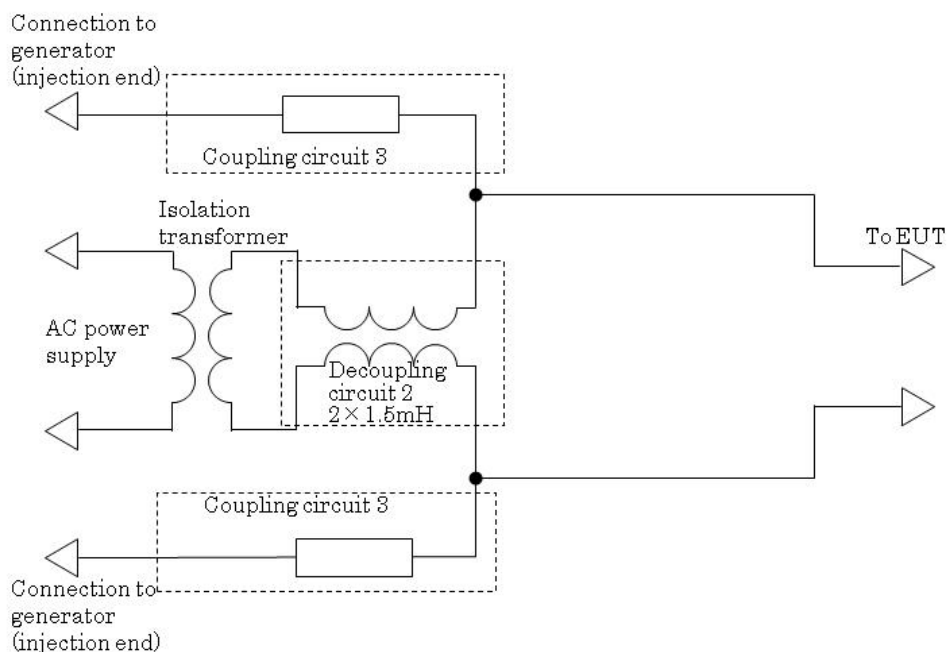 Connection to
generator
(injection end)
Coupling circuit 3
Isolation
transformer
To EUT
AC power
supply
Decoupling
circuit 2
2×1.5mH
Coupling circuit 3
Connection to
generator
(injection end)